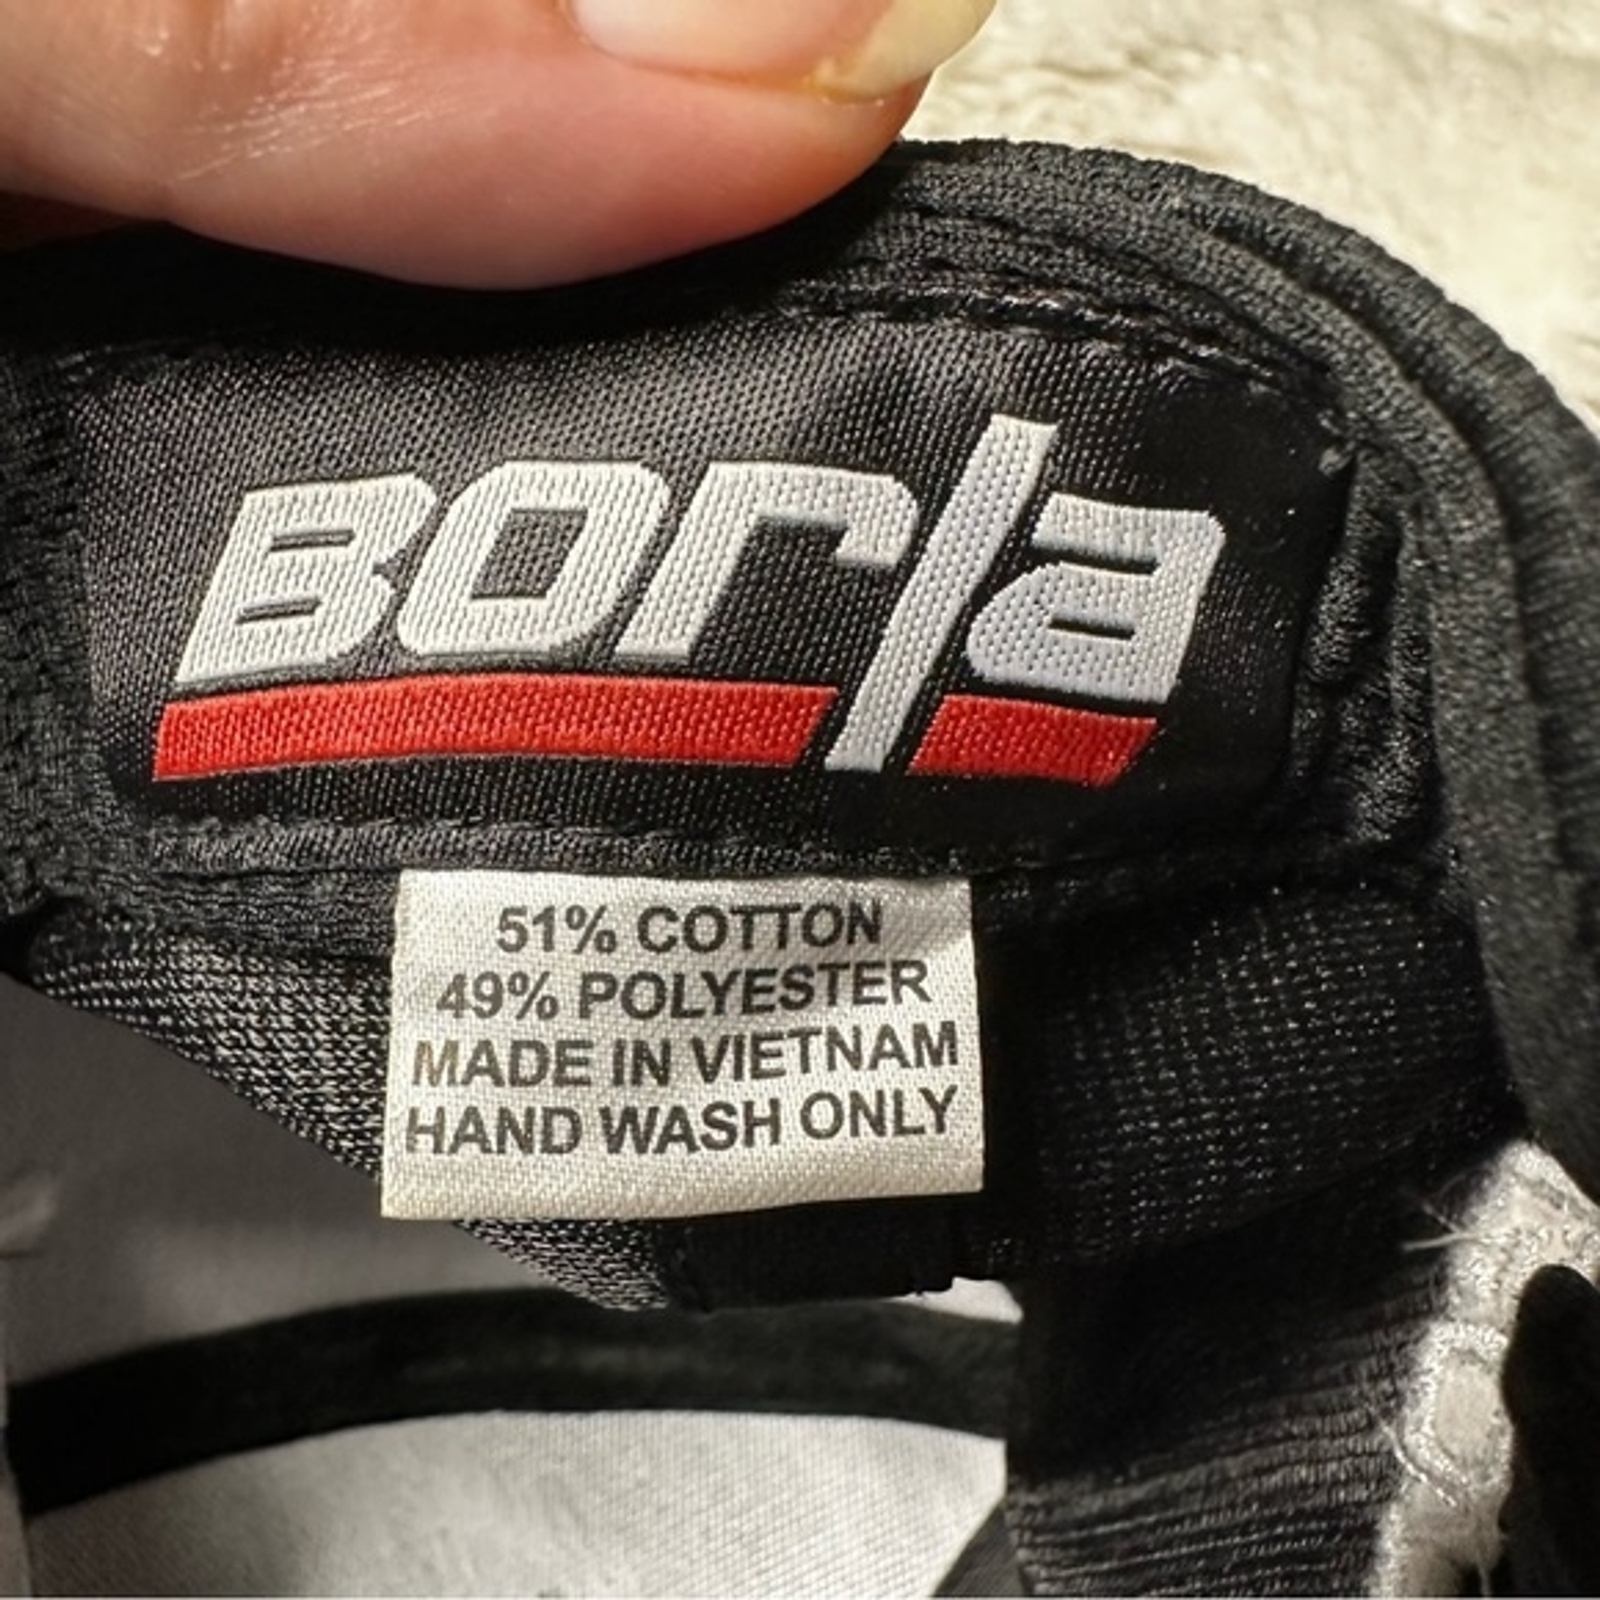 Borla
51% COTTON
49% POLYESTER
MADE IN VIETNAM
HAND WASH ONLY